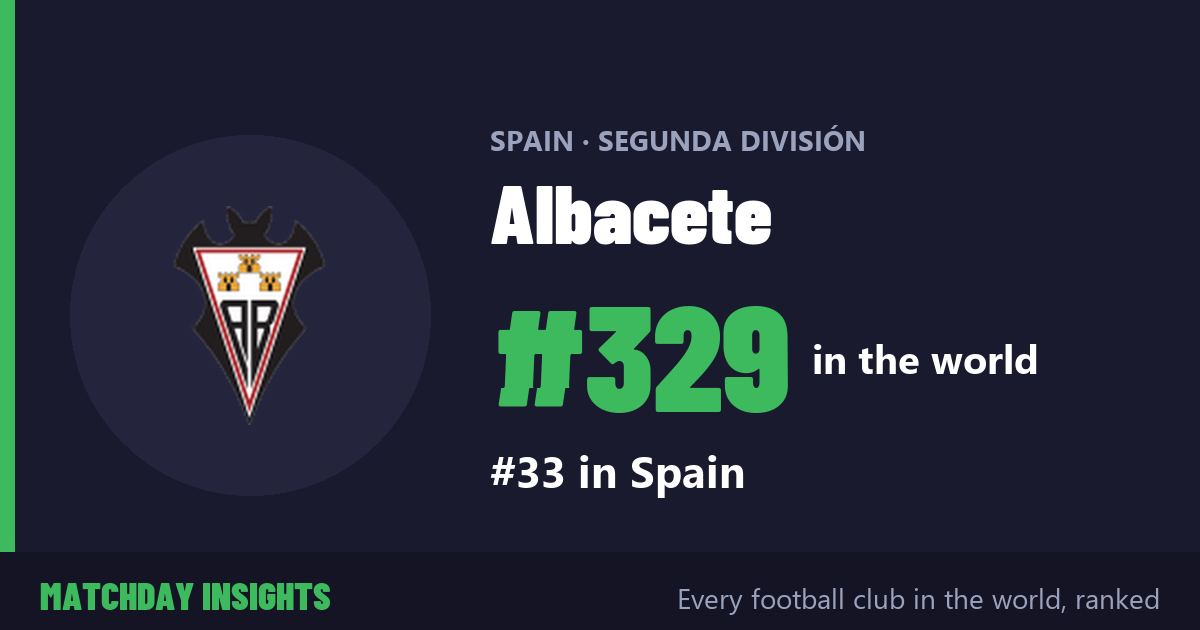 SPAIN · SEGUNDA DIVISIÓN
Albacete
#329 in the world
#33 in Spain
AB
MATCHDAY INSIGHTS
Every football club in the world, ranked